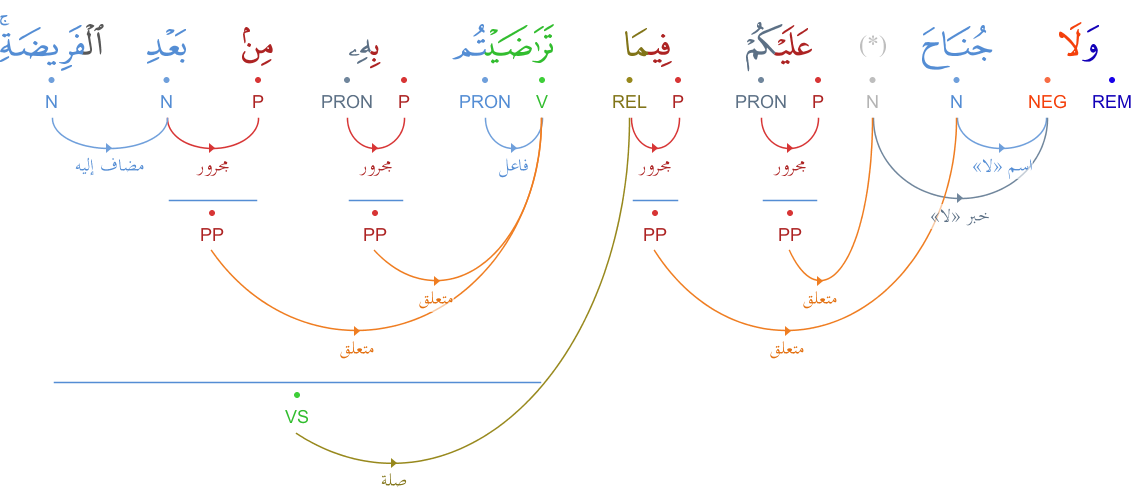 وَلَا جُنَاحَ (*) عَلَيْكُمْ فِيمَا تَرَٰضَيْتُم بِهِۦ مِنۢ بَعْدِ ٱلْفَرِيضَةِ ۚ
REM NEG N N P PRON P REL V PRON P PRON P N N
اسم «لا» فاعل مجرور مجرور مجرور مجرور مضاف إليه
خبر «لا»
PP PP PP PP
متعلق متعلق
متعلق متعلق
VS
صلة